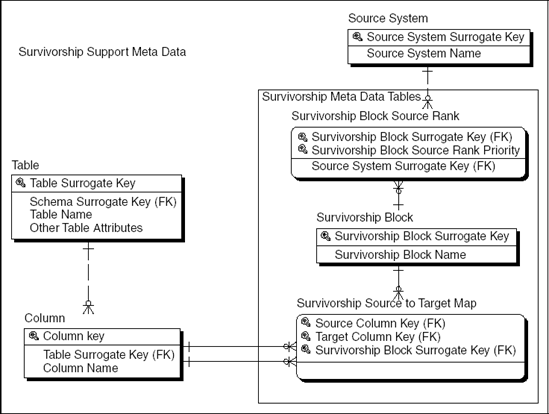 Source System
Source System Surrogate Key
Source System Name
Survivorship Support Meta Data
Survivorship Meta Data Tables
Survivorship Block Source Rank
Survivorship Block Surrogate Key (FK)
Survivorship Block Source Rank Priority
Source System Surrogate Key (FK)
Table
Table Surrogate Key
Schema Surrogate Key (FK)
Table Name
Other Table Attributes
Survivorship Block
Survivorship Block Surrogate Key
Survivorship Block Name
Column
Column key
Table Surrogate Key (FK)
Column Name
Survivorship Source to Target Map
Source Column Key (FK)
Target Column Key (FK)
Survivorship Block Surrogate Key (FK)